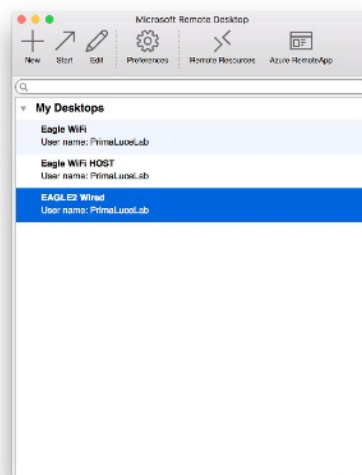 Microsoft Remote Desktop
New Start Edit Preferences Remote Resources Azure RemoteApp
My Desktops
Eagle WiFi
User name: PrimaLuceLab
Eagle WiFi HOST
User name: PrimaLuceLab
EAGLE2 Wired
User name: PrimaLuceLab